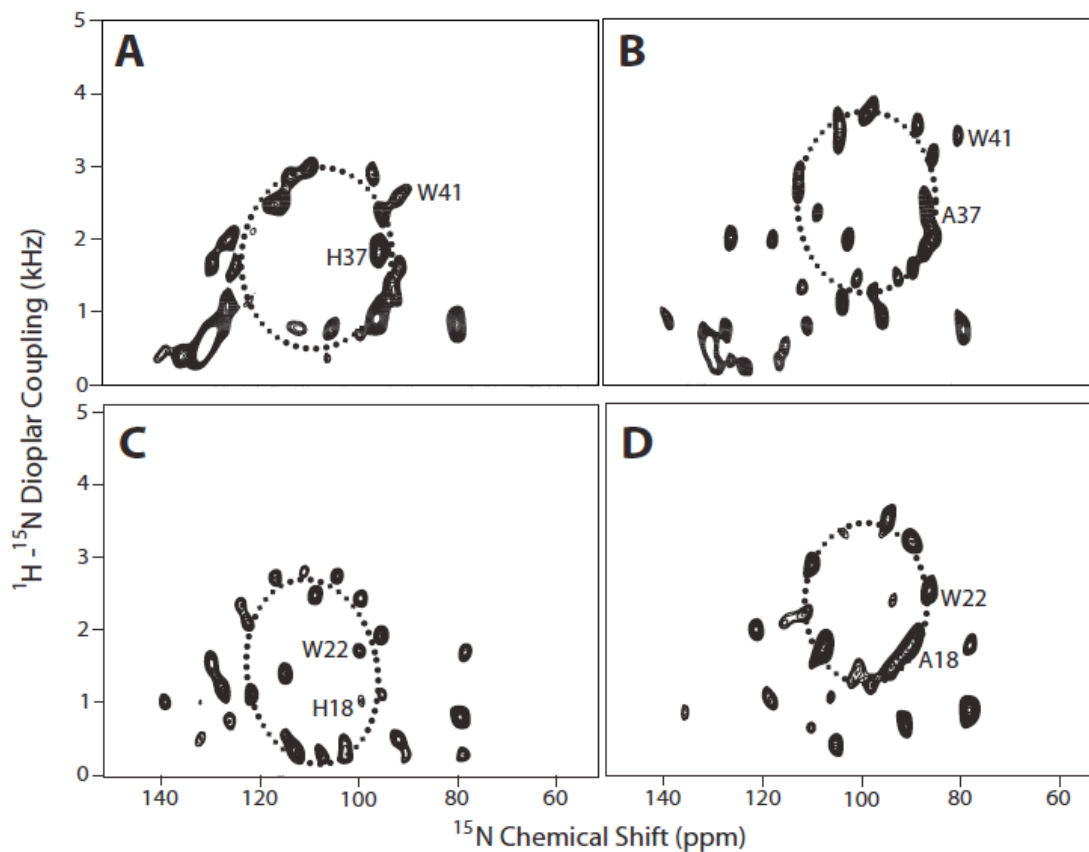 A
B
5
4
3
2
1
0
W41
H37
W41
A37
C
D
5
4
3
2
1
0
W22
H18
W22
A18
140 120 100 80 60
140 120 100 80 60
¹H -¹⁵N Dioplar Coupling (kHz)
¹⁵N Chemical Shift (ppm)